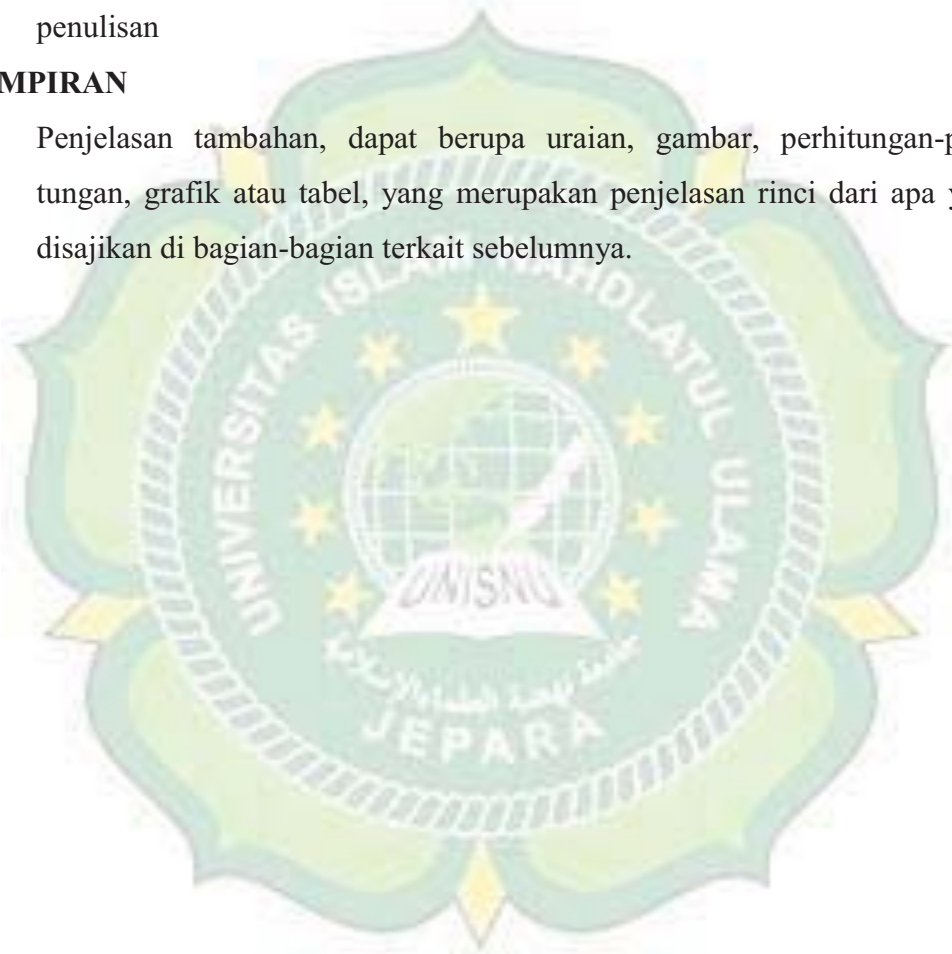 penulisan
MPIRAN
Penjelasan tambahan, dapat berupa uraian, gambar, perhitungan-p
tungan, grafik atau tabel, yang merupakan penjelasan rinci dari apa y
disajikan di bagian-bagian terkait sebelumnya.
UNIVERSITAS ISLAM NAHDLATUL ULAMA
UNISNU
JEPARA